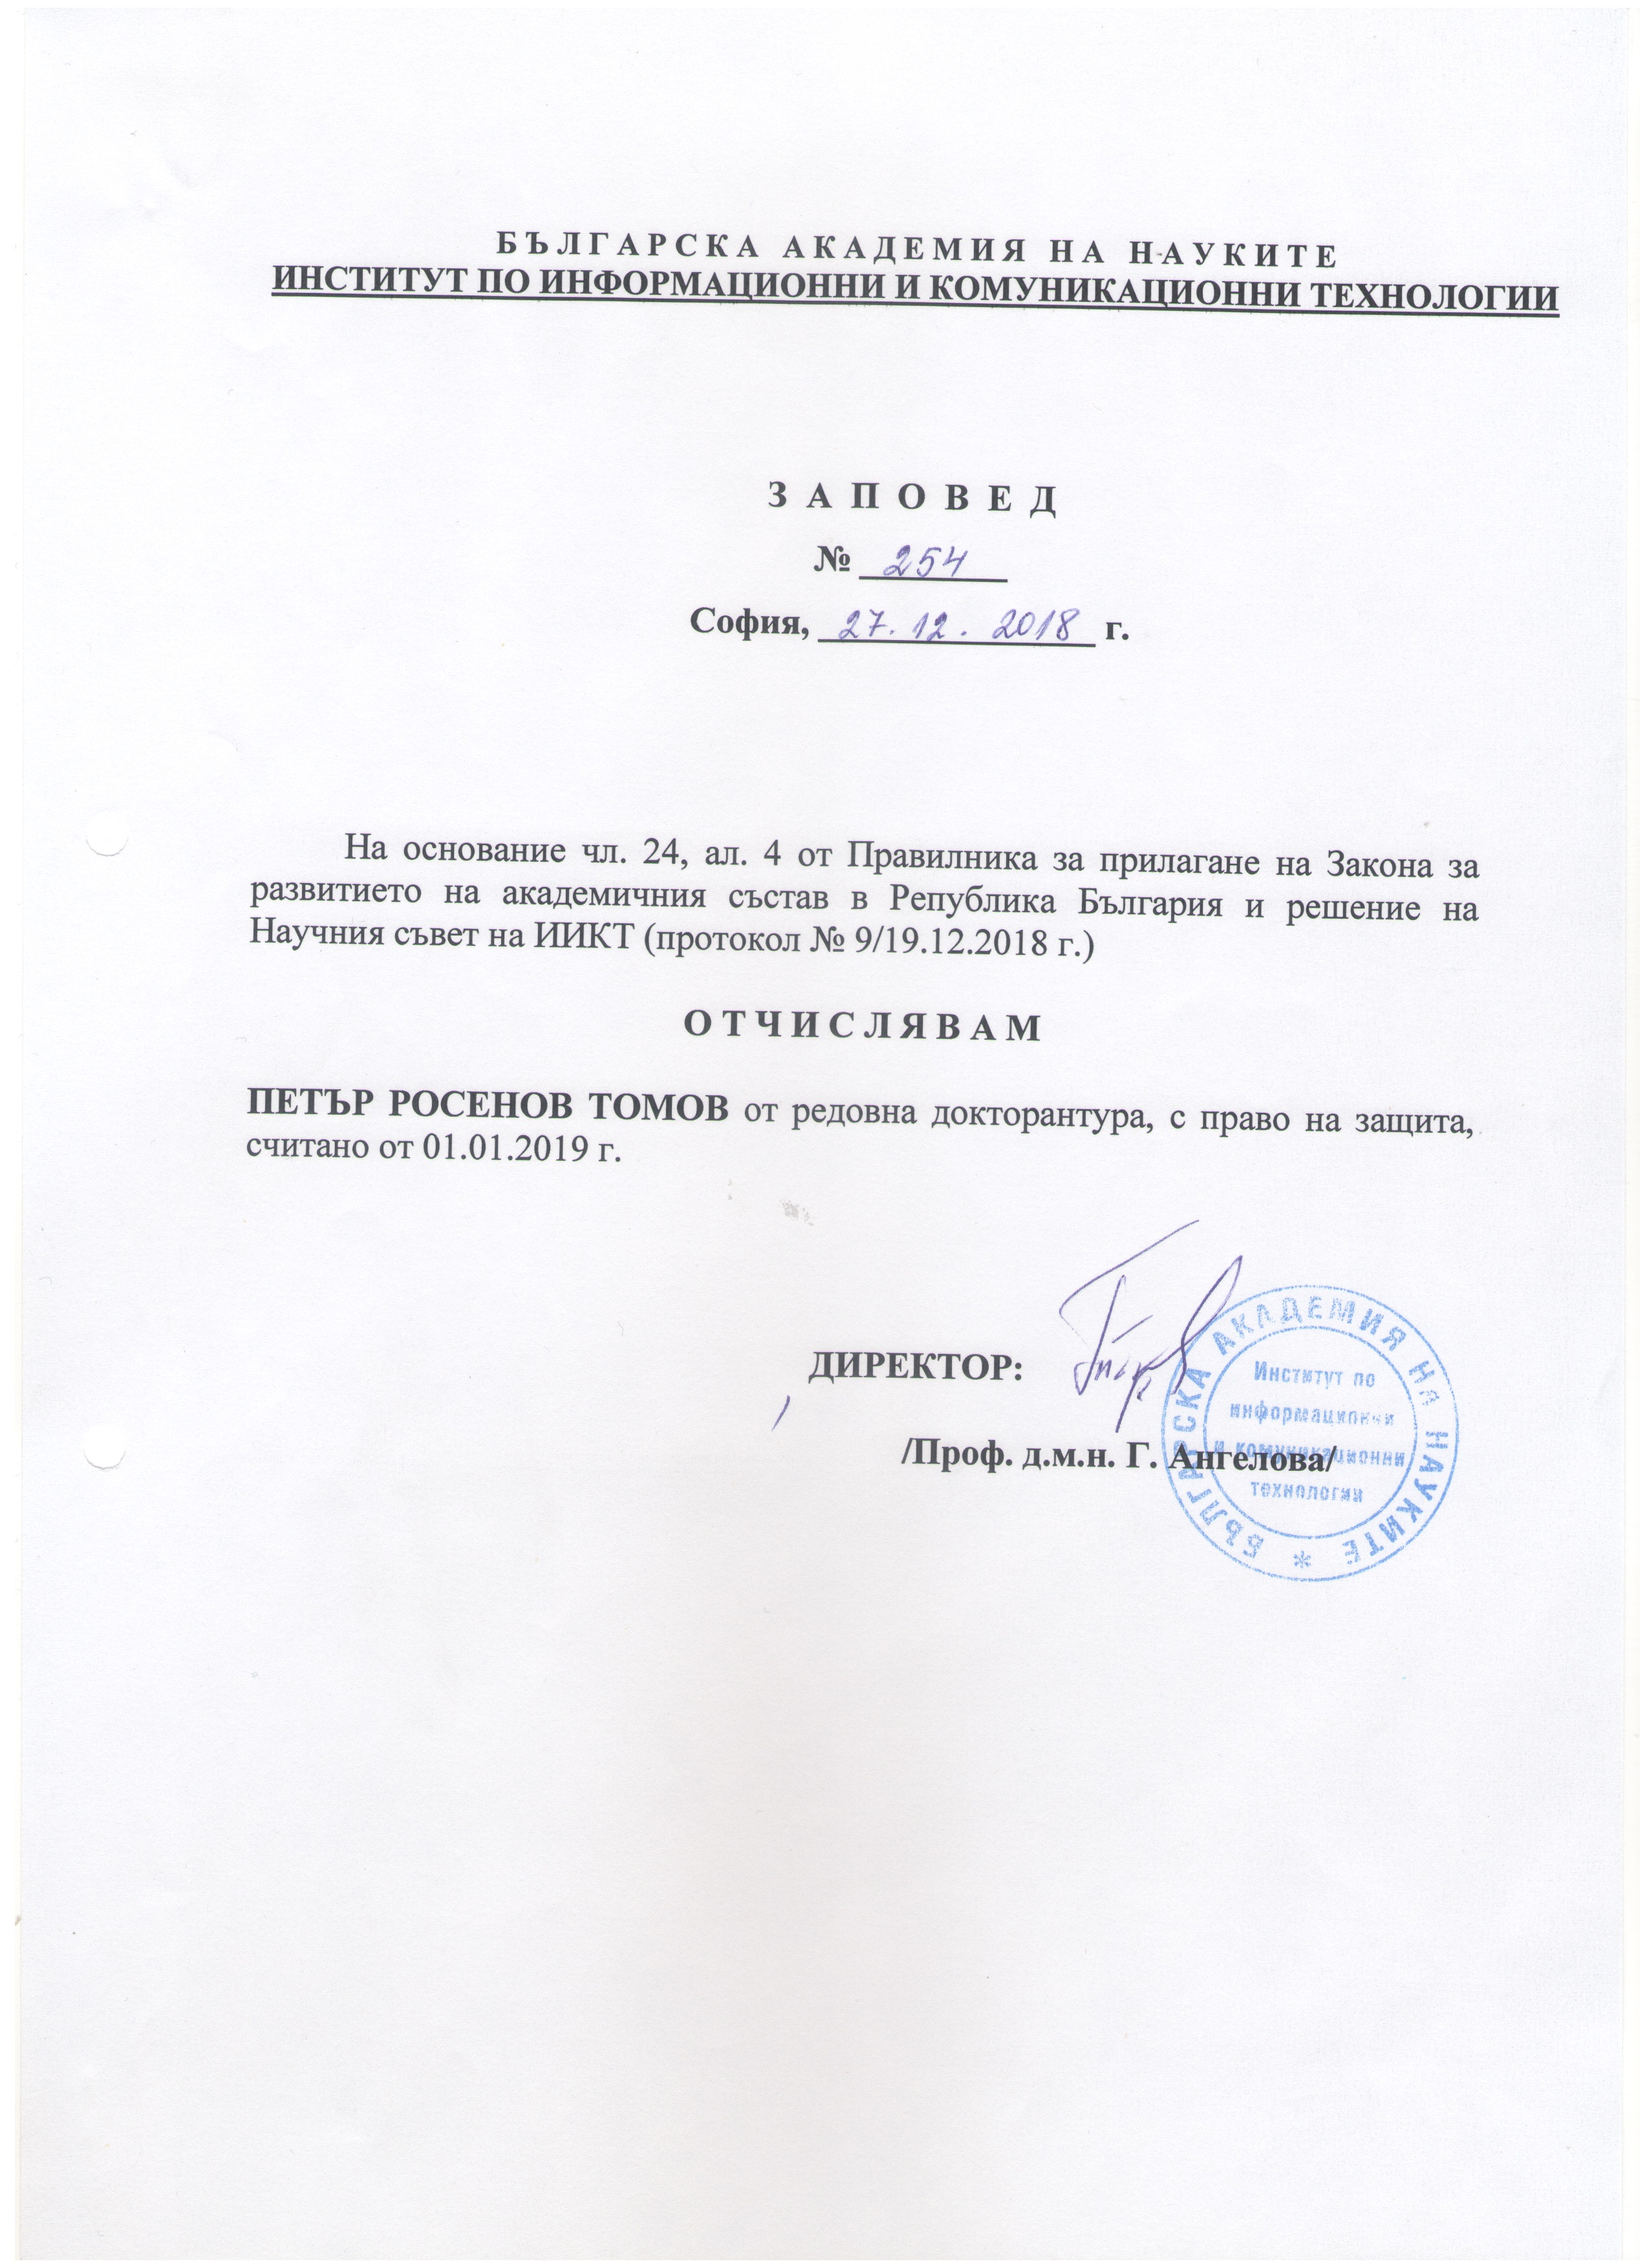 БЪЛГАРСКА АКАДЕМИЯ НА НАУКИТЕ
ИНСТИТУТ ПО ИНФОРМАЦИОННИ И КОМУНИКАЦИОННИ ТЕХНОЛОГИИ
ЗАПОВЕД
№ 254
София, 27.12.2018 г.
На основание чл. 24, ал. 4 от Правилника за прилагане на Закона за
развитието на академичния състав в Република България и решение на
Научния съвет на ИИКТ (протокол № 9/19.12.2018 г.)
ОТЧИСЛЯВАМ
ПЕТЪР РОСЕНОВ ТОМОВ от редовна докторантура, с право на защита,
считано от 01.01.2019 г.
ДИРЕКТОР:
/Проф. д.м.н. Г. Ангелова/
БЪЛГАРСКА АКАДЕМИЯ НА НАУКИТЕ *
Институт по
информационни
и комуникационни
технологии